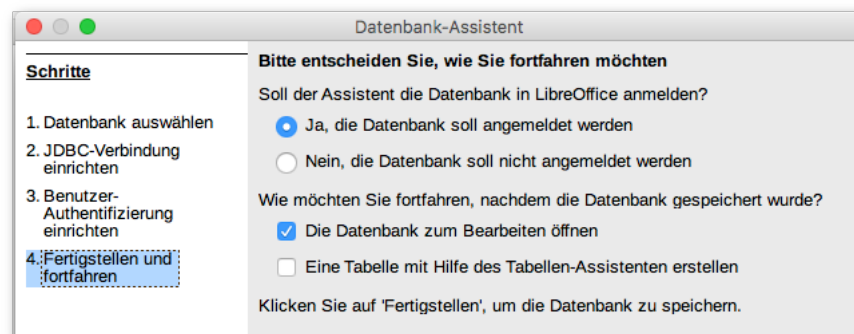 Datenbank-Assistent
Schritte
1. Datenbank auswählen
2. JDBC-Verbindung
einrichten
3. Benutzer-
Authentifizierung
einrichten
4. Fertigstellen und
fortfahren
Bitte entscheiden Sie, wie Sie fortfahren möchten
Soll der Assistent die Datenbank in LibreOffice anmelden?
Ja, die Datenbank soll angemeldet werden
Nein, die Datenbank soll nicht angemeldet werden
Wie möchten Sie fortfahren, nachdem die Datenbank gespeichert wurde?
Die Datenbank zum Bearbeiten öffnen
Eine Tabelle mit Hilfe des Tabellen-Assistenten erstellen
Klicken Sie auf 'Fertigstellen', um die Datenbank zu speichern.